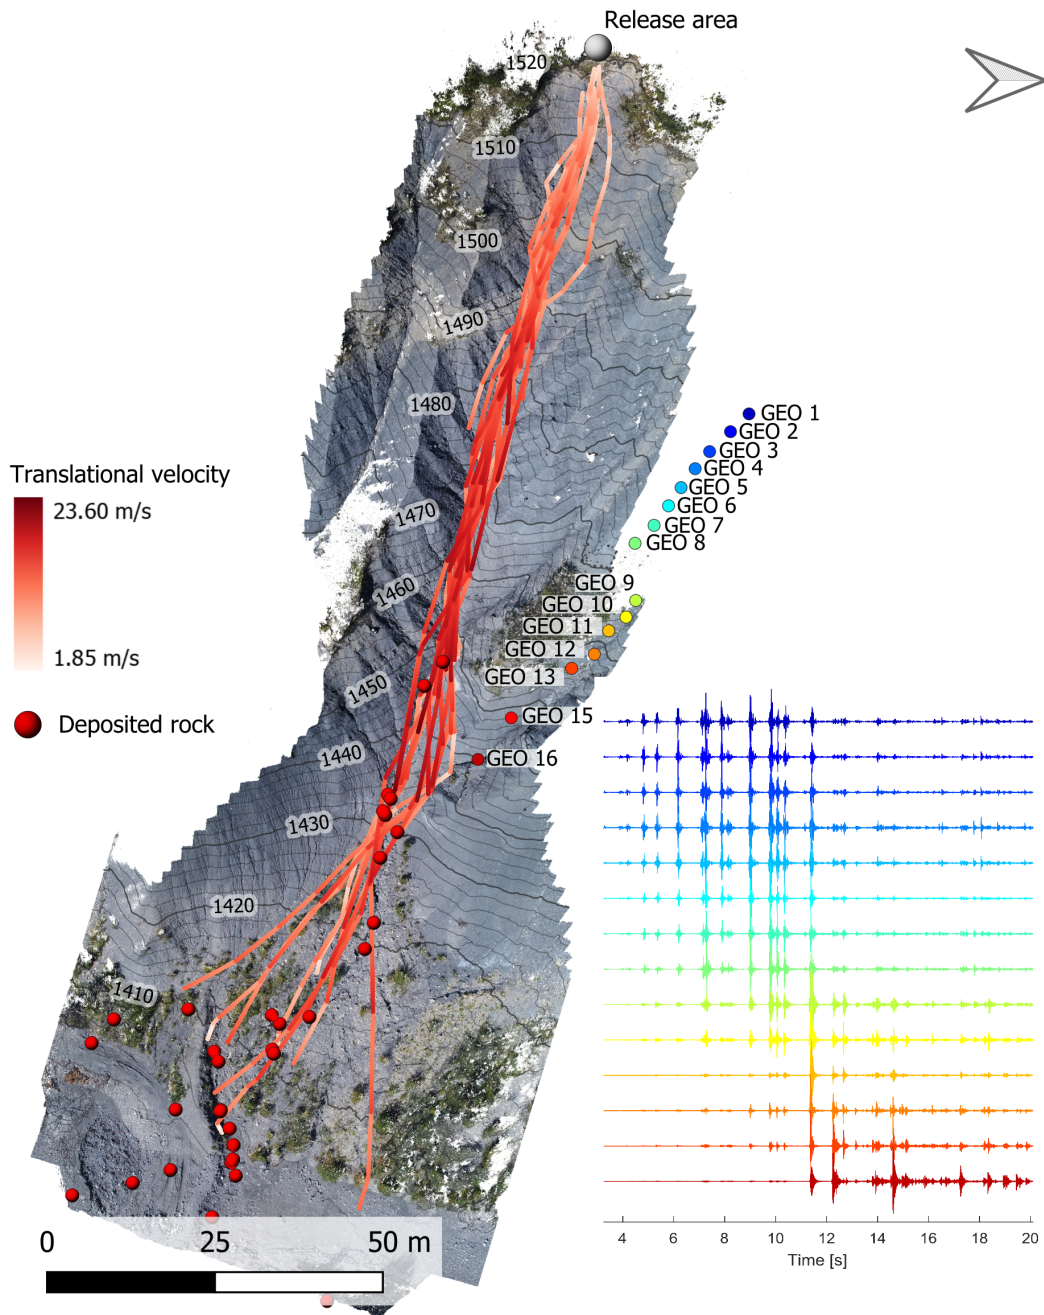 Release area
1520
1510
1500
1490
1480
1470
1460
1450
1440
1430
1420
1410
GEO 1
GEO 2
GEO 3
GEO 4
GEO 5
GEO 6
GEO 7
GEO 8
GEO 9
GEO 10
GEO 11
GEO 12
GEO 13
GEO 15
GEO 16
Translational velocity
23.60 m/s
1.85 m/s
Deposited rock
0 25 50 m
4 6 8 10 12 14 16 18 20
Time [s]